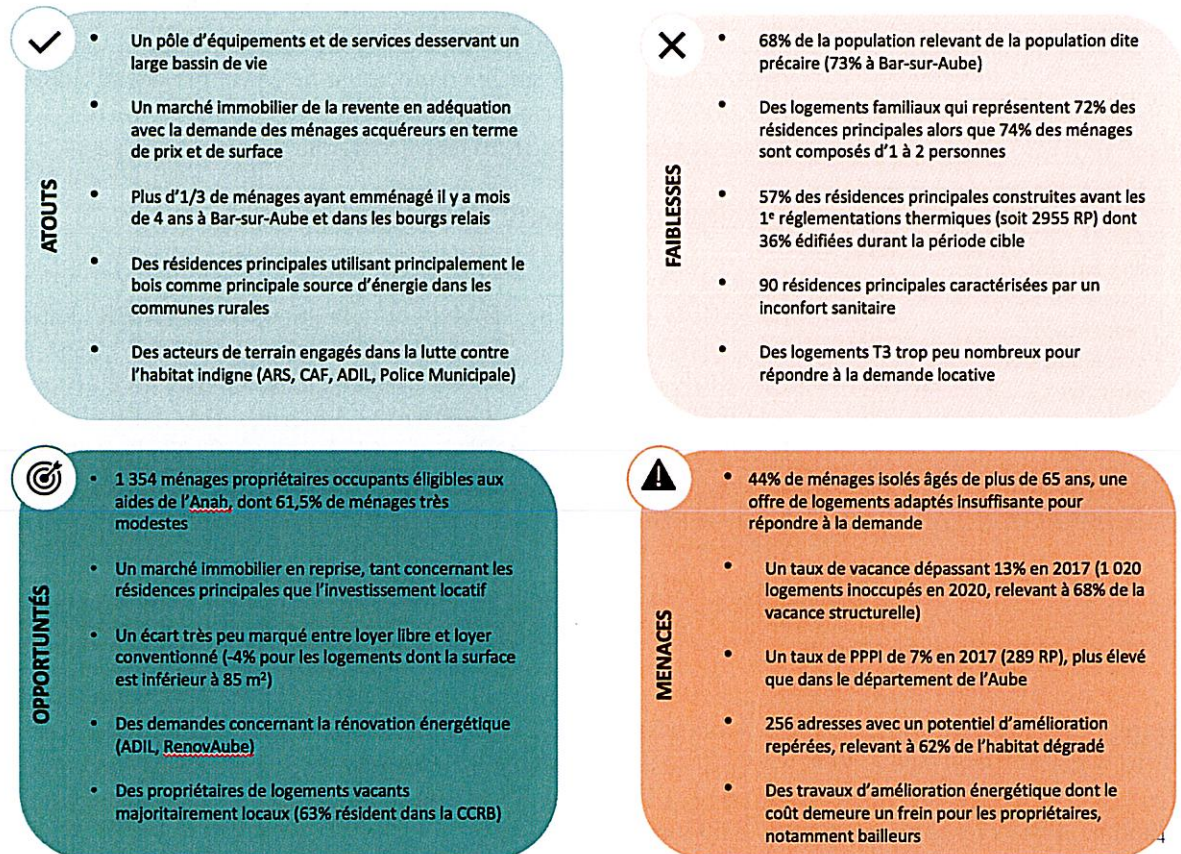 ATOUTS
• Un pôle d'équipements et de services desservant un
large bassin de vie
• Un marché immobilier de la revente en adéquation
avec la demande des ménages acquéreurs en terme
de prix et de surface
• Plus d'1/3 de ménages ayant emménagé il y a mois
de 4 ans à Bar-sur-Aube et dans les bourgs relais
• Des résidences principales utilisant principalement le
bois comme principale source d'énergie dans les
communes rurales
• Des acteurs de terrain engagés dans la lutte contre
l'habitat indigne (ARS, CAF, ADIL, Police Municipale)
FAIBLESSES
• 68% de la population relevant de la population dite
précaire (73% à Bar-sur-Aube)
• Des logements familiaux qui représentent 72% des
résidences principales alors que 74% des ménages
sont composés d'1 à 2 personnes
• 57% des résidences principales construites avant les
1e réglementations thermiques (soit 2955 RP) dont
36% édifiées durant la période cible
• 90 résidences principales caractérisées par un
inconfort sanitaire
• Des logements T3 trop peu nombreux pour
répondre à la demande locative
OPPORTUNTÉS
• 1 354 ménages propriétaires occupants éligibles aux
aides de l'Anah, dont 61,5% de ménages très
modestes
• Un marché immobilier en reprise, tant concernant les
résidences principales que l'investissement locatif
• Un écart très peu marqué entre loyer libre et loyer
conventionné (-4% pour les logements dont la surface
est inférieur à 85 m²)
• Des demandes concernant la rénovation énergétique
(ADIL, RenovAube)
• Des propriétaires de logements vacants
majoritairement locaux (63% résident dans la CCRB)
MENACES
• 44% de ménages isolés âgés de plus de 65 ans, une
offre de logements adaptés insuffisante pour
répondre à la demande
• Un taux de vacance dépassant 13% en 2017 (1 020
logements inoccupés en 2020, relevant à 68% de la
vacance structurelle)
• Un taux de PPPI de 7% en 2017 (289 RP), plus élevé
que dans le département de l'Aube
• 256 adresses avec un potentiel d'amélioration
repérées, relevant à 62% de l'habitat dégradé
• Des travaux d'amélioration énergétique dont le
coût demeure un frein pour les propriétaires,
notamment bailleurs
4